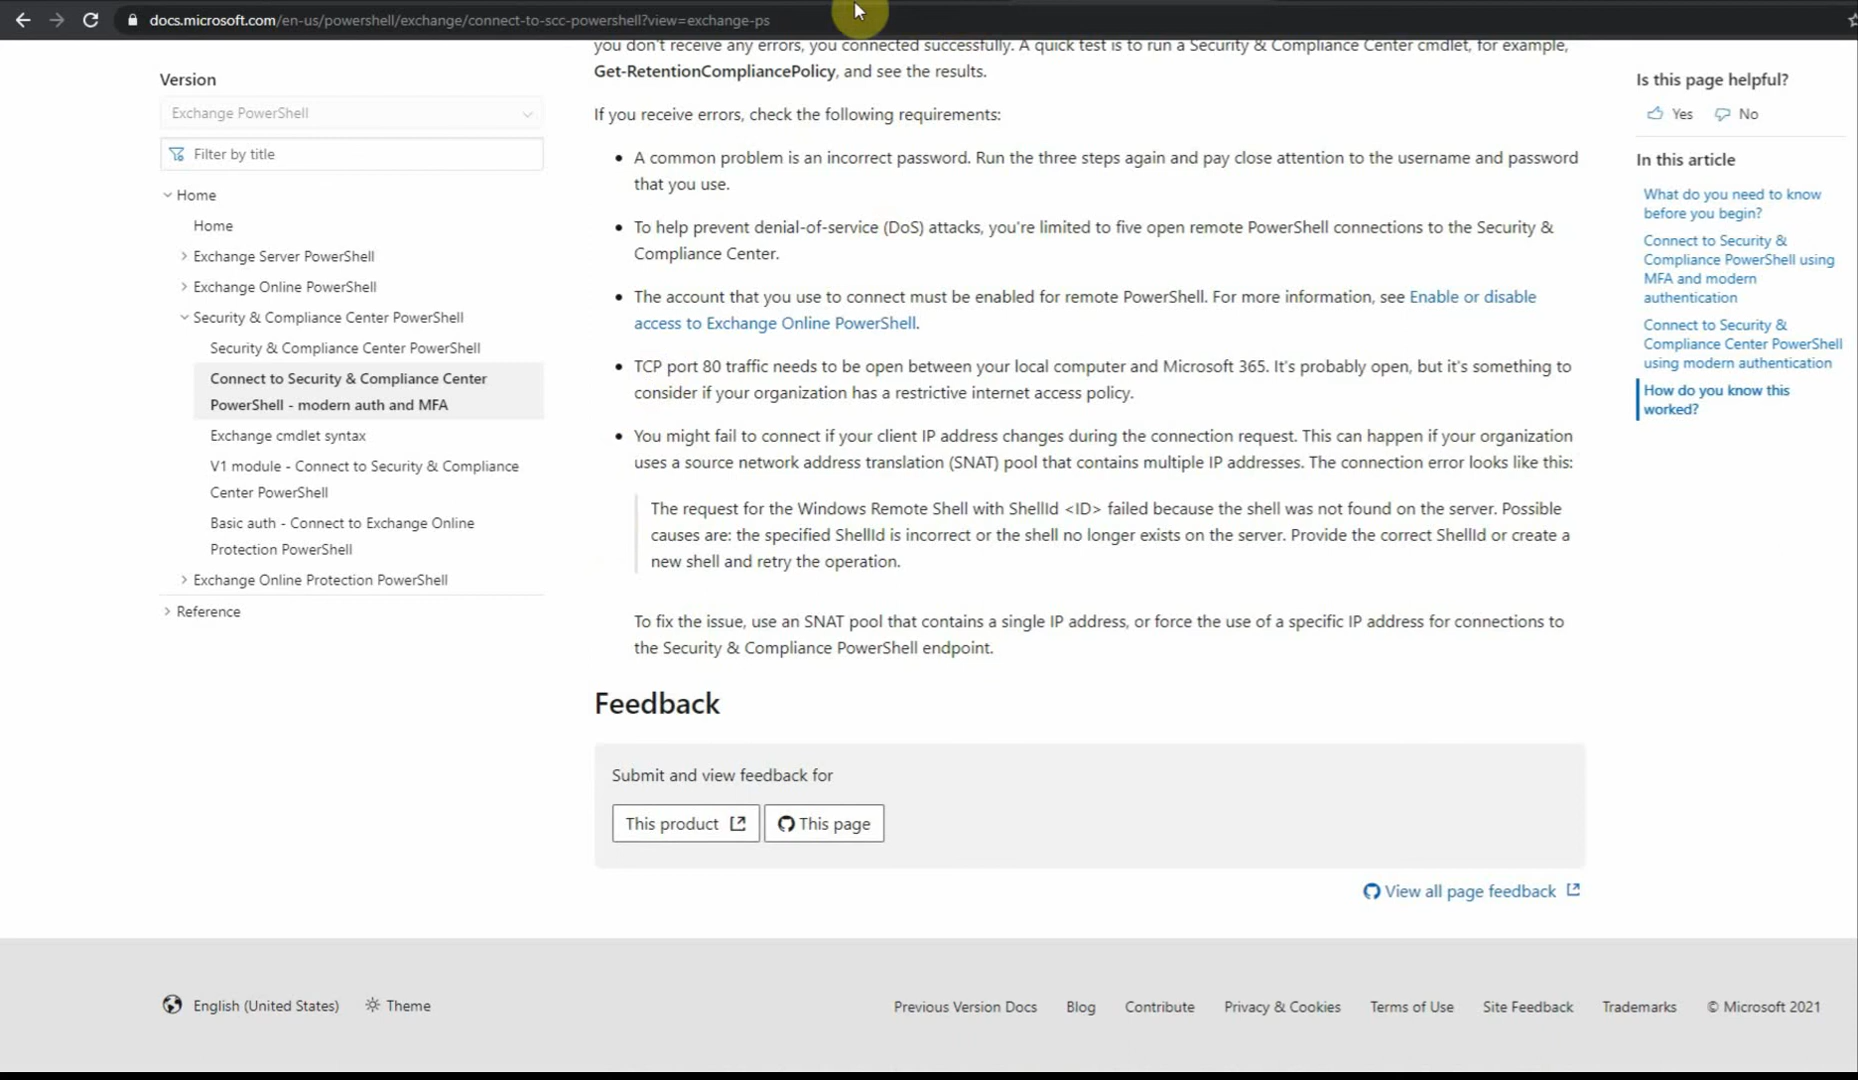 docs.microsoft.com/en-us/powershell/exchange/connect-to-scc-powershell?view=exchange-ps
Version
Exchange PowerShell
Filter by title
Home
Home
Exchange Server PowerShell
Exchange Online PowerShell
Security & Compliance Center PowerShell
Security & Compliance Center PowerShell
Connect to Security & Compliance Center
PowerShell - modern auth and MFA
Exchange cmdlet syntax
V1 module - Connect to Security & Compliance
Center PowerShell
Basic auth - Connect to Exchange Online
Protection PowerShell
Exchange Online Protection PowerShell
Reference
you don't receive any errors, you connected successfully. A quick test is to run a Security & Compliance Center cmdlet, for example,
Get-RetentionCompliancePolicy, and see the results.
If you receive errors, check the following requirements:
• A common problem is an incorrect password. Run the three steps again and pay close attention to the username and password
that you use.
• To help prevent denial-of-service (DoS) attacks, you're limited to five open remote PowerShell connections to the Security &
Compliance Center.
• The account that you use to connect must be enabled for remote PowerShell. For more information, see Enable or disable
access to Exchange Online PowerShell.
• TCP port 80 traffic needs to be open between your local computer and Microsoft 365. It's probably open, but it's something to
consider if your organization has a restrictive internet access policy.
• You might fail to connect if your client IP address changes during the connection request. This can happen if your organization
uses a source network address translation (SNAT) pool that contains multiple IP addresses. The connection error looks like this:
The request for the Windows Remote Shell with ShellId <ID> failed because the shell was not found on the server. Possible
causes are: the specified ShellId is incorrect or the shell no longer exists on the server. Provide the correct ShellId or create a
new shell and retry the operation.
To fix the issue, use an SNAT pool that contains a single IP address, or force the use of a specific IP address for connections to
the Security & Compliance PowerShell endpoint.
Feedback
Submit and view feedback for
This product
This page
View all page feedback
Is this page helpful?
Yes No
In this article
What do you need to know
before you begin?
Connect to Security &
Compliance PowerShell using
MFA and modern
authentication
Connect to Security &
Compliance Center PowerShell
using modern authentication
How do you know this
worked?
English (United States) Theme
Previous Version Docs Blog Contribute Privacy & Cookies Terms of Use Site Feedback Trademarks © Microsoft 2021